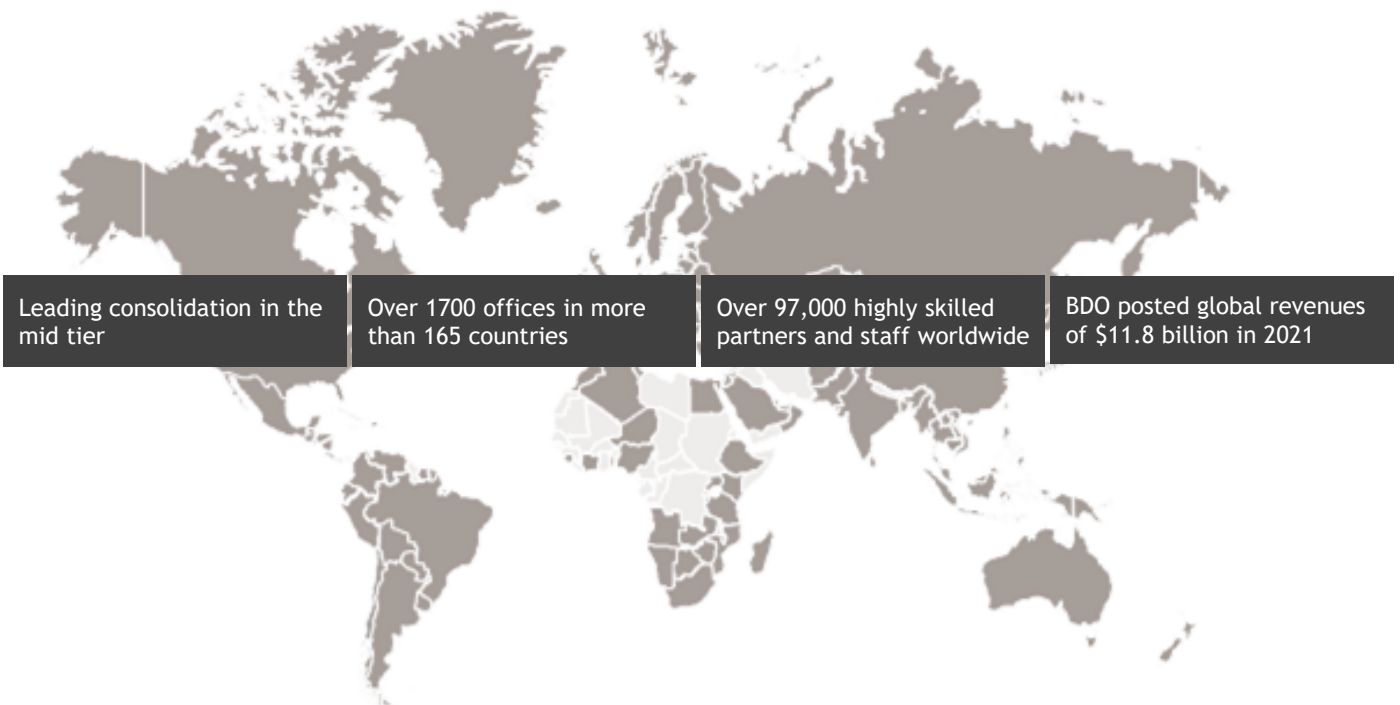 Leading consolidation in the
mid tier
Over 1700 offices in more
than 165 countries
Over 97,000 highly skilled
partners and staff worldwide
BDO posted global revenues
of $11.8 billion in 2021